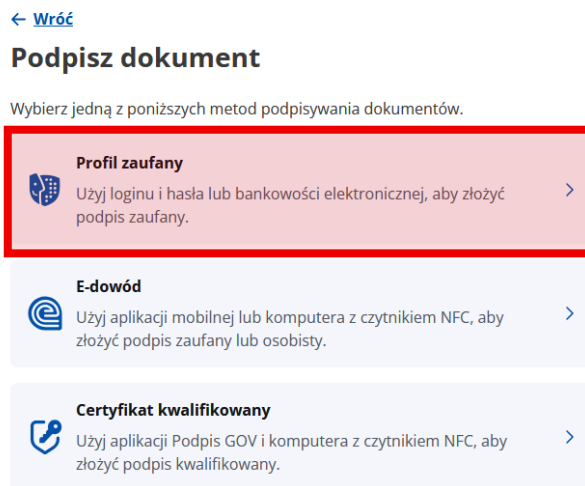 ← Wróć
Podpisz dokument
Wybierz jedną z poniższych metod podpisywania dokumentów.
Profil zaufany
Użyj loginu i hasła lub bankowości elektronicznej, aby złożyć
podpis zaufany.
E-dowód
Użyj aplikacji mobilnej lub komputera z czytnikiem NFC, aby
złożyć podpis zaufany lub osobisty.
Certyfikat kwalifikowany
Użyj aplikacji Podpis GOV i komputera z czytnikiem NFC, aby
złożyć podpis kwalifikowany.